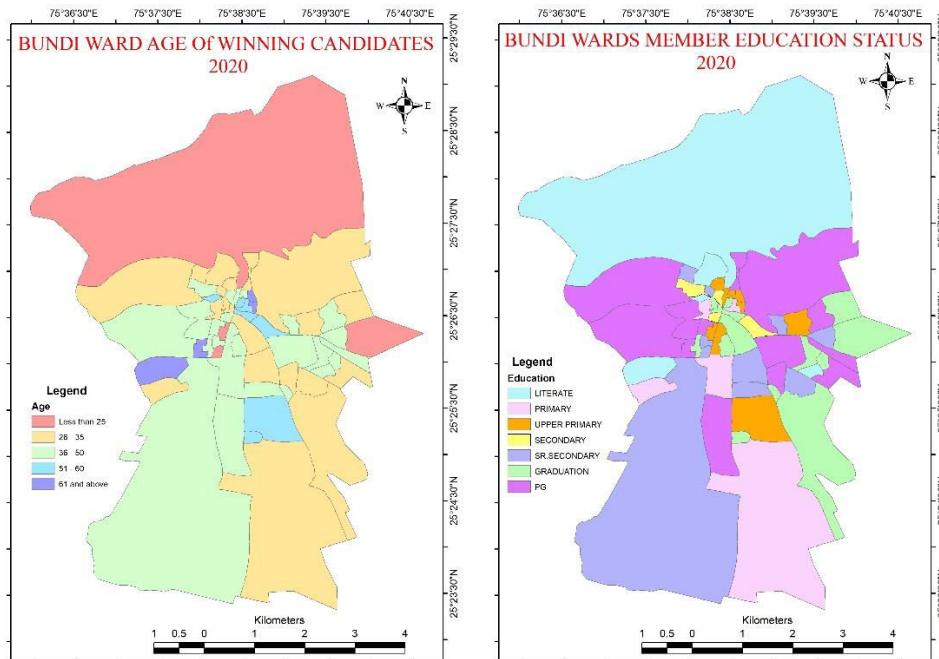 75°36'30"E 75°37'30"E 75°38'30"E 75°39'30"E 75°40'30"E
BUNDI WARD AGE Of WINNING CANDIDATES
2020
N
W E
S
25°29'30"N
25°28'30"N
25°27'30"N
25°26'30"N
25°25'30"N
25°24'30"N
25°23'30"N
Legend
Age
Less than 25
26 - 35
36 - 50
51 - 60
61 and above
Kilometers
1 0.5 0 1 2 3 4
75°36'30"E 75°37'30"E 75°38'30"E 75°39'30"E 75°40'30"E
BUNDI WARDS MEMBER EDUCATION STATUS
2020
N
W E
S
Legend
Education
LITERATE
PRIMARY
UPPER PRIMARY
SECONDARY
SR.SECONDARY
GRADUATION
PG
Kilometers
1 0.5 0 1 2 3 4